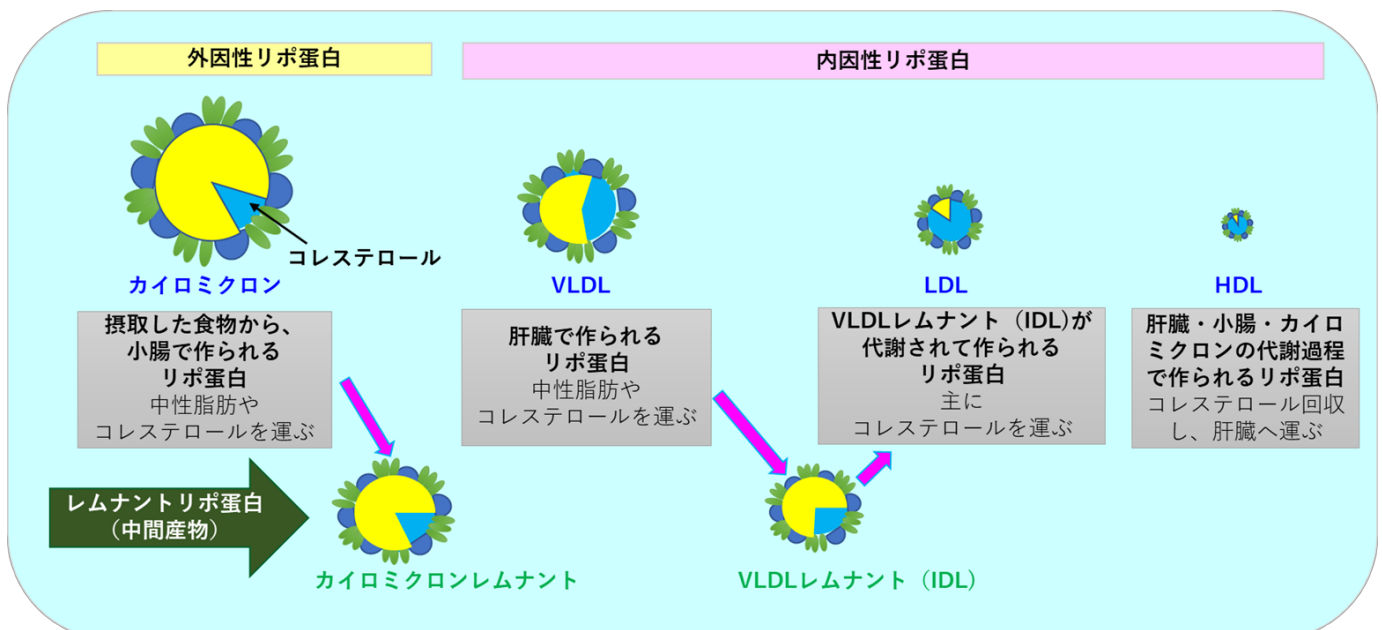 外因性リポ蛋白
内因性リポ蛋白
コレステロール
カイロミクロン
VLDL
LDL
HDL
摂取した食物から、
小腸で作られる
リポ蛋白
中性脂肪や
コレステロールを運ぶ
肝臓で作られる
リポ蛋白
中性脂肪や
コレステロールを運ぶ
VLDLレムナント（IDL)が
代謝されて作られる
リポ蛋白
主に
コレステロールを運ぶ
肝臓・小腸・カイロ
ミクロンの代謝過程
で作られるリポ蛋白
コレステロール回収
し、肝臓へ運ぶ
レムナントリポ蛋白
（中間産物）
カイロミクロンレムナント
VLDLレムナント（IDL）